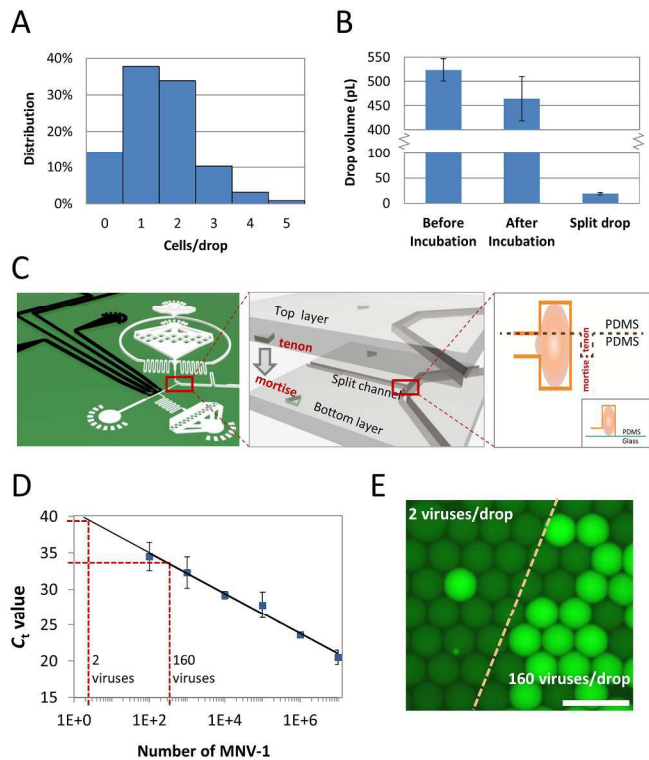 A
40%
30%
20%
10%
0%
Distribution
0 1 2 3 4 5
Cells/drop
B
550
500
450
400
100
50
0
Drop volume (pL)
Before Incubation
After Incubation
Split drop
C
Top layer
tenon
mortise
Split channel
Bottom layer
PDMS
PDMS
mortise
tenon
PDMS
Glass
D
40
35
30
25
20
15
Ct value
2 viruses
160 viruses
1E+0 1E+2 1E+4 1E+6
Number of MNV-1
E
2 viruses/drop
160 viruses/drop